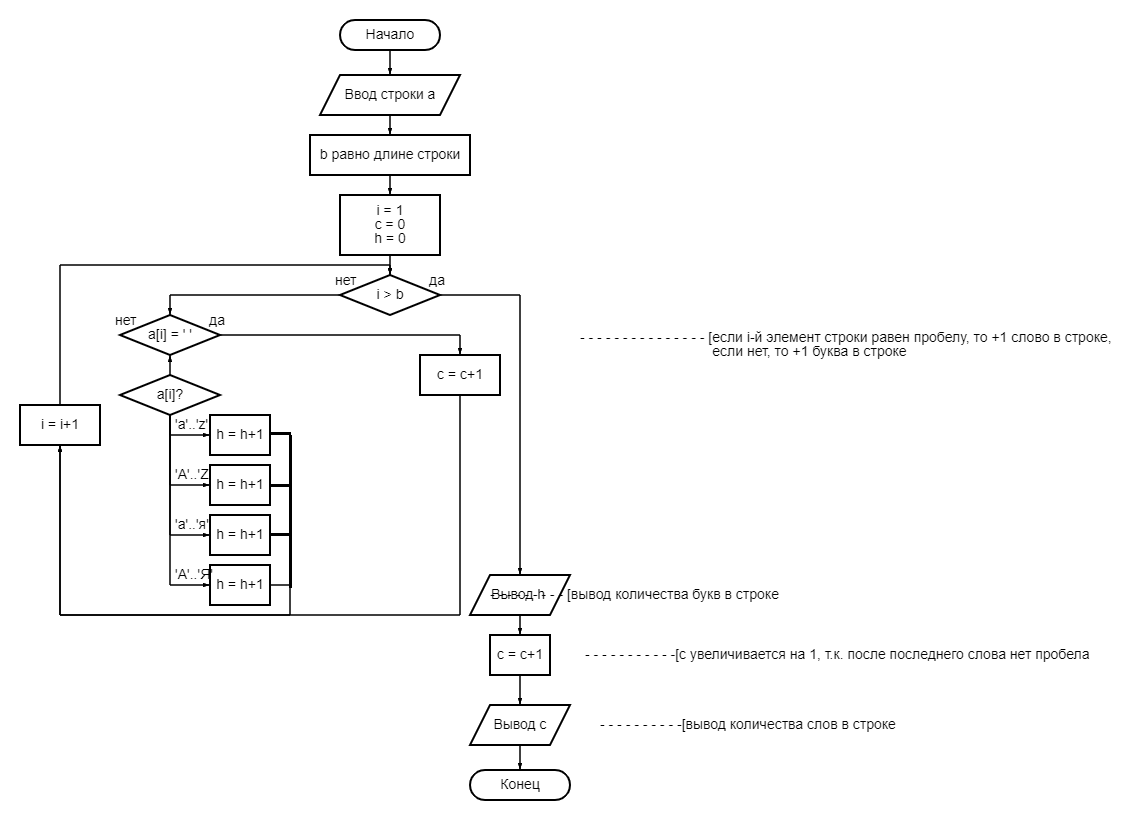 Начало
Ввод строки a
b равно длине строки
i = 1
c = 0
h = 0
нет
да
i > b
нет
да
a[i] = ' '
[если i-й элемент строки равен пробелу, то +1 слово в строке,
если нет, то +1 буква в строке
c = c+1
a[i]?
i = i+1
'a'..'z'
h = h+1
'A'..'Z'
h = h+1
'а'..'я'
h = h+1
'А'..'Я'
h = h+1
Вывод h
[вывод количества букв в строке
c = c+1
[с увеличивается на 1, т.к. после последнего слова нет пробела
Вывод c
[вывод количества слов в строке
Конец